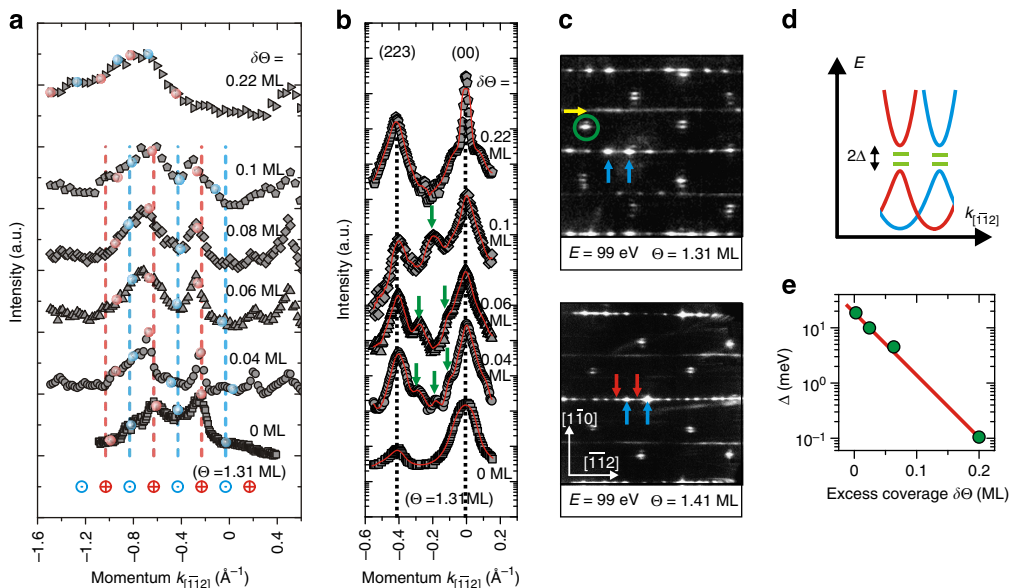 a
δΘ =
0.22 ML
0.1 ML
0.08 ML
0.06 ML
0.04 ML
0 ML
(Θ =1.31 ML)
Intensity (a.u.)
−1.6 −1.2 −0.8 −0.4 0 0.4
Momentum k[1̅1̅2] (Å−1)
b
(223) (00)
δΘ =
0.22
ML
0.1
ML
0.06
ML
0.04
ML
0 ML
(Θ =1.31ML)
Intensity (a.u.)
−0.4 −0.2 0
Momentum k[1̅1̅2] (Å−1)
c
E = 99 eV Θ = 1.31 ML
[11̅0]
[1̅1̅2]
E = 99 eV Θ = 1.41 ML
d
E
2Δ
k[1̅1̅2]
e
Δ (meV)
10¹
10⁰
10−1
0 0.1 0.2
Excess coverage δΘ (ML)